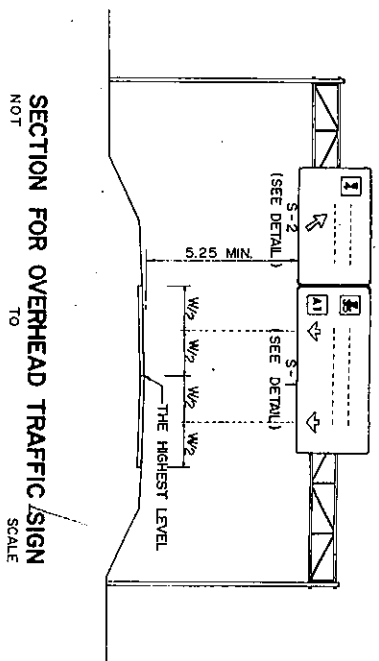 A1
S-2
(SEE DETAIL)
S-1
(SEE DETAIL)
5.25 MIN.
W/2
W/2
W/2
W/2
THE HIGHEST LEVEL
SECTION FOR OVERHEAD TRAFFIC SIGN
NOT TO SCALE